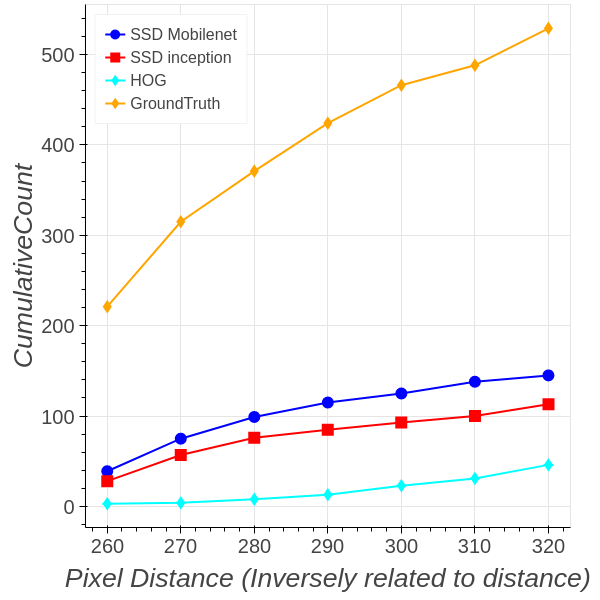 SSD Mobilenet
SSD inception
HOG
GroundTruth
CumulativeCount
500
400
300
200
100
0
260 270 280 290 300 310 320
Pixel Distance (Inversely related to distance)